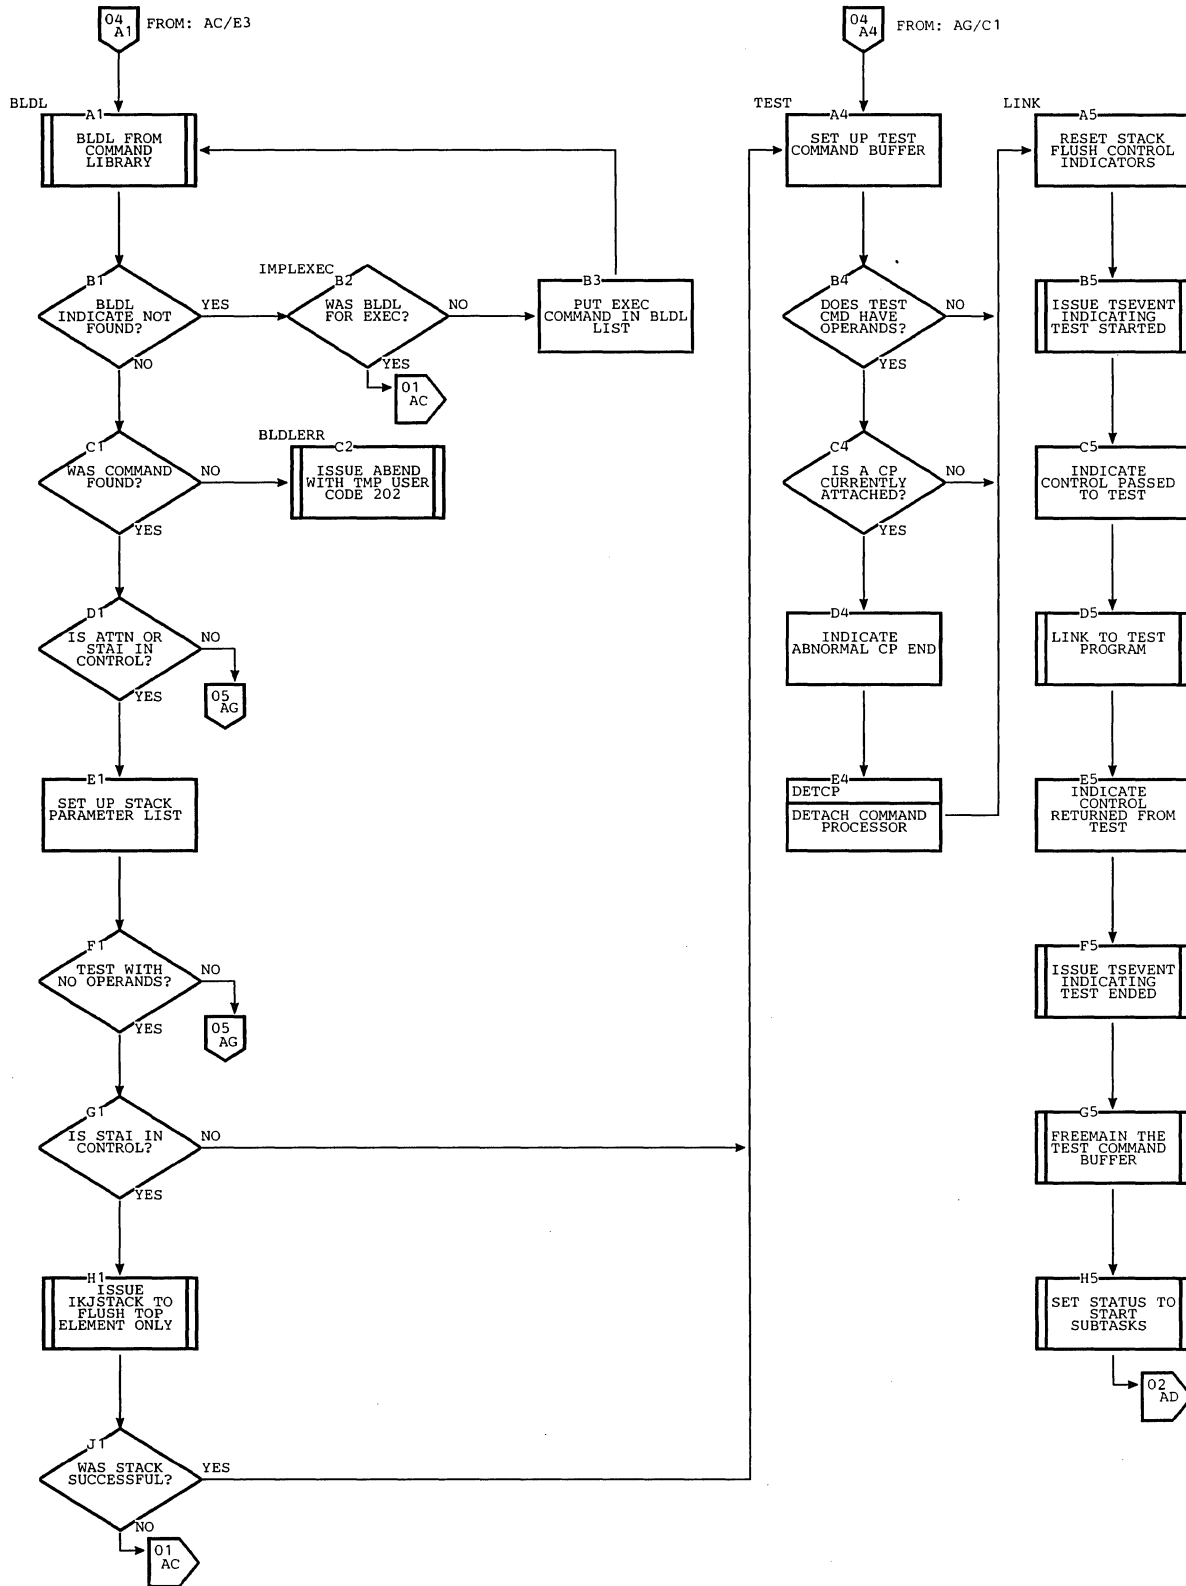 04
A1
FROM: AC/E3
BLDL
A1
BLDL FROM
COMMAND
LIBRARY
B1
BLDL
INDICATE NOT
FOUND?
YES
NO
IMPLEXEC
B2
WAS BLDL
FOR EXEC?
NO
YES
01
AC
B3
PUT EXEC
COMMAND IN BLDL
LIST
C1
WAS COMMAND
FOUND?
NO
YES
BLDLERR
C2
ISSUE ABEND
WITH TMP USER
CODE 202
D1
IS ATTN OR
STAI IN
CONTROL?
NO
YES
05
AG
E1
SET UP STACK
PARAMETER LIST
F1
TEST WITH
NO OPERANDS?
NO
YES
05
AG
G1
IS STAI IN
CONTROL?
NO
YES
H1
ISSUE
IKJSTACK TO
FLUSH TOP
ELEMENT ONLY
J1
WAS STACK
SUCCESSFUL?
YES
NO
01
AC
04
A4
FROM: AG/C1
TEST
A4
SET UP TEST
COMMAND BUFFER
B4
DOES TEST
CMD HAVE
OPERANDS?
NO
YES
C4
IS A CP
CURRENTLY
ATTACHED?
NO
YES
D4
INDICATE
ABNORMAL CP END
E4
DETCP
DETACH COMMAND
PROCESSOR
LINK
A5
RESET STACK
FLUSH CONTROL
INDICATORS
B5
ISSUE TSEVENT
INDICATING
TEST STARTED
C5
INDICATE
CONTROL PASSED
TO TEST
D5
LINK TO TEST
PROGRAM
E5
INDICATE
CONTROL
RETURNED FROM
TEST
F5
ISSUE TSEVENT
INDICATING
TEST ENDED
G5
FREEMAIN THE
TEST COMMAND
BUFFER
H5
SET STATUS TO
START
SUBTASKS
02
AD